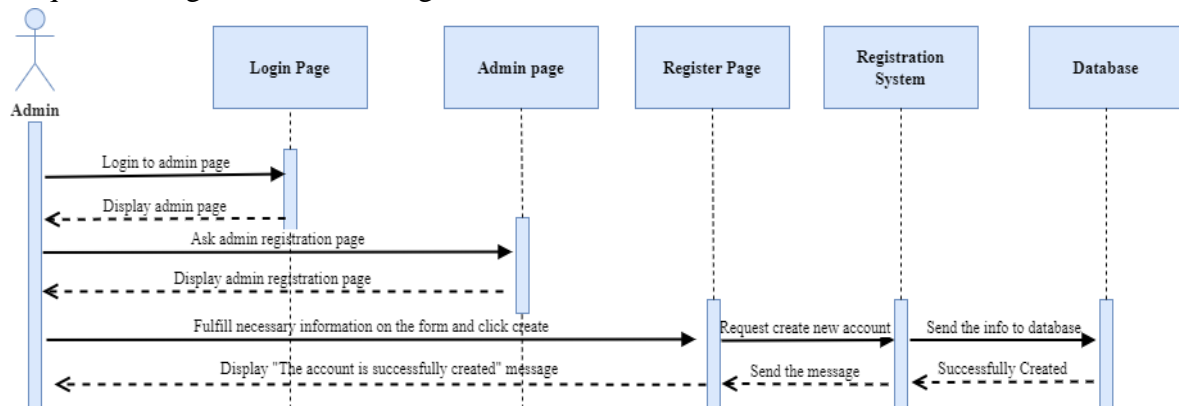 Login Page
Admin page
Register Page
Registration
System
Database
Admin
Login to admin page
Display admin page
Ask admin registration page
Display admin registration page
Fulfill necessary information on the form and click create
Request create new account
Send the info to database
Display "The account is successfully created" message
Send the message
Successfully Created